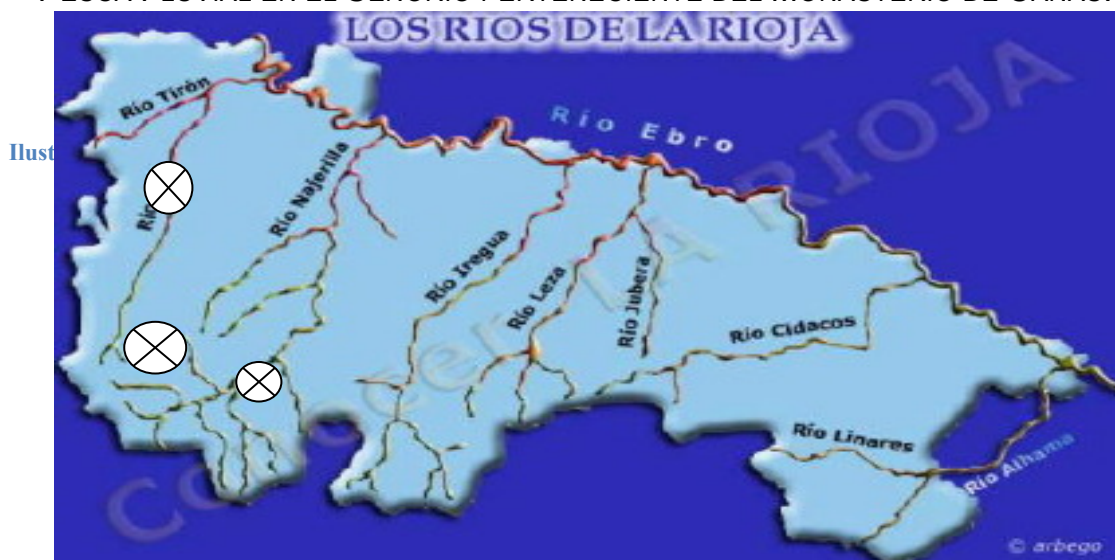 LOS RIOS DE LA RIOJA
Río Tirón
Río Ebro
Ilust
Río Najerilla
Río Iregua
Río Leza
Río Jubera
Río Cidacos
Río Linares
Río Alhama
Conocer LA RIOJA
© arbego